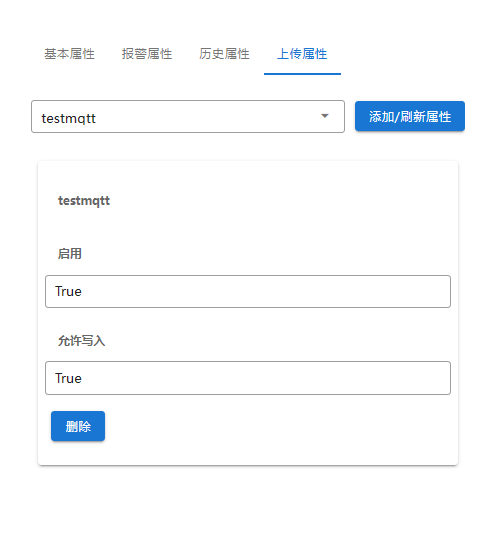 基本属性 报警属性 历史属性 上传属性
testmqtt 添加/刷新属性
testmqtt
启用
True
允许写入
True
删除